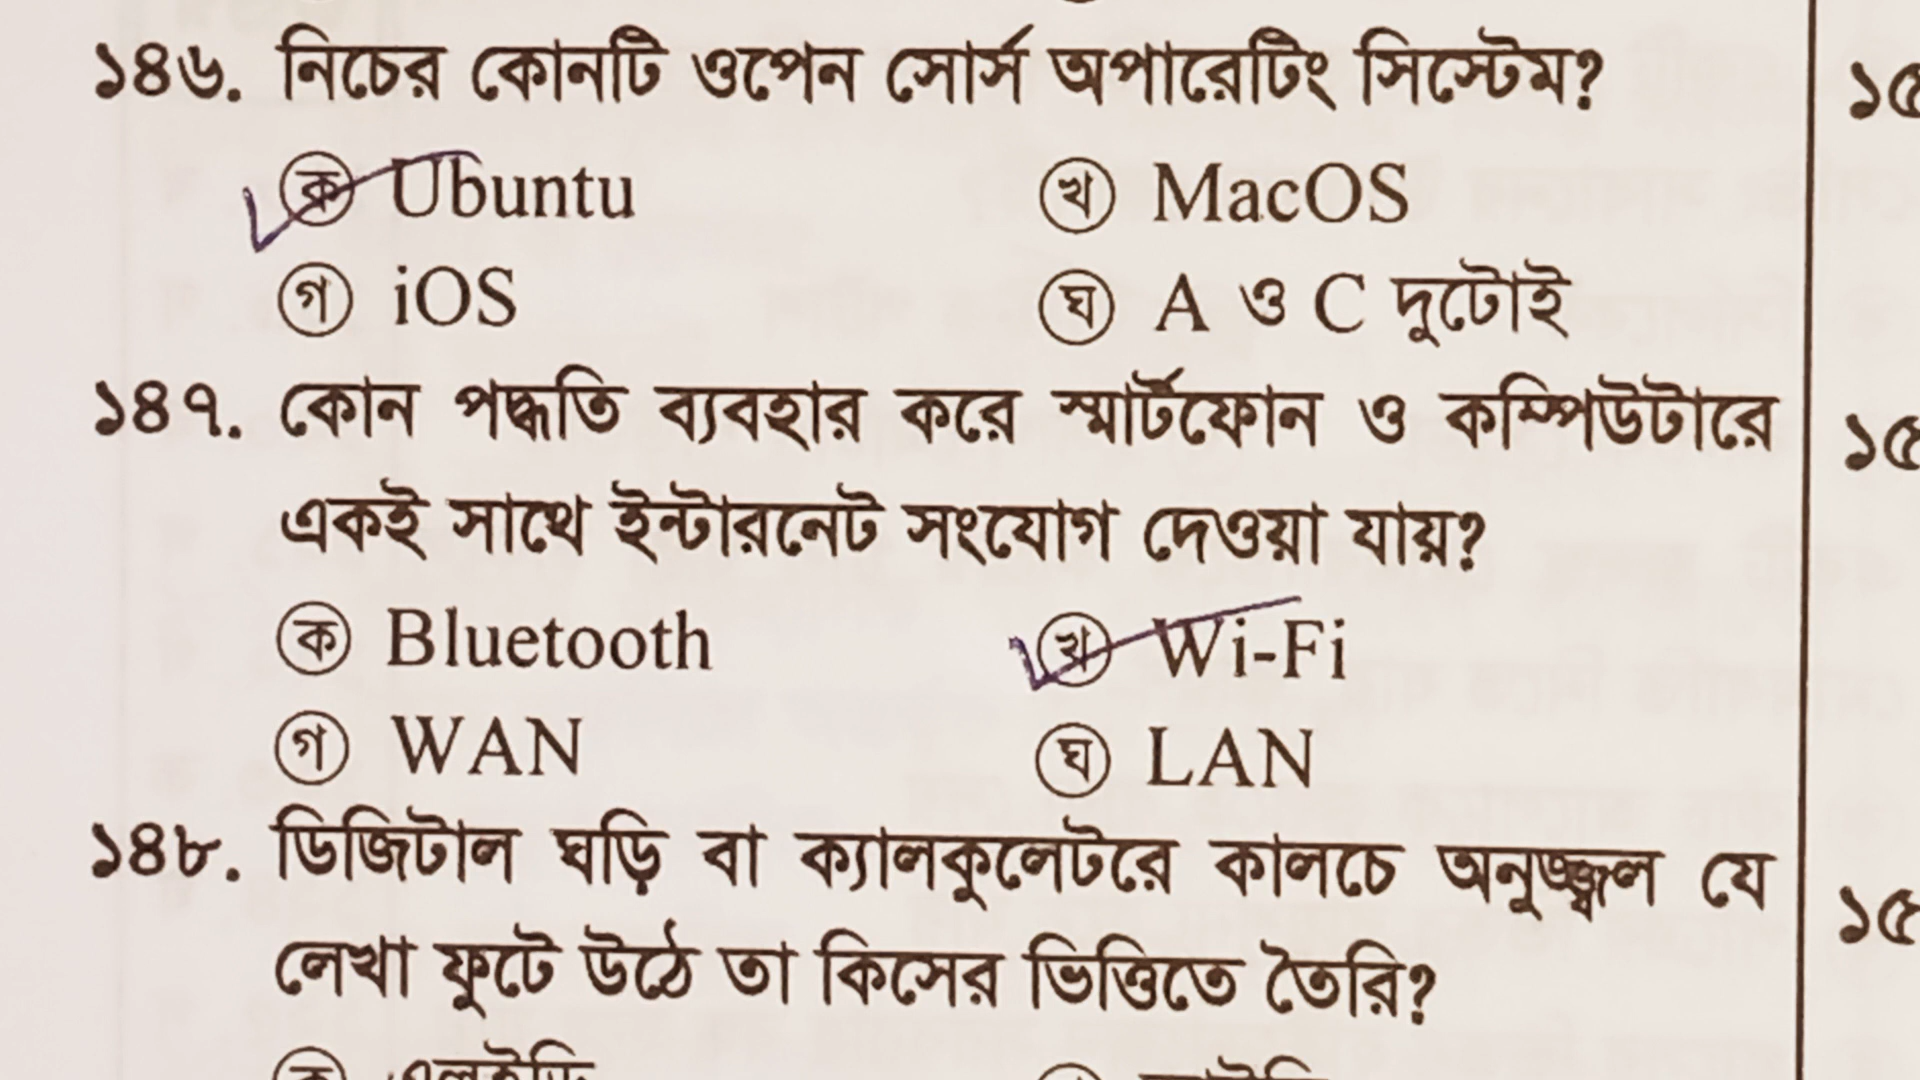 ১৪৬. নিচের কোনটি ওপেন সোর্স অপারেটিং সিস্টেম?
ক Ubuntu খ MacOS
গ iOS ঘ A ও C দুটোই
১৪৭. কোন পদ্ধতি ব্যবহার করে স্মার্টফোন ও কম্পিউটারে
একই সাথে ইন্টারনেট সংযোগ দেওয়া যায়?
ক Bluetooth খ Wi-Fi
গ WAN ঘ LAN
১৪৮. ডিজিটাল ঘড়ি বা ক্যালকুলেটরে কালচে অনুজ্জ্বল যে
লেখা ফুটে উঠে তা কিসের ভিত্তিতে তৈরি?